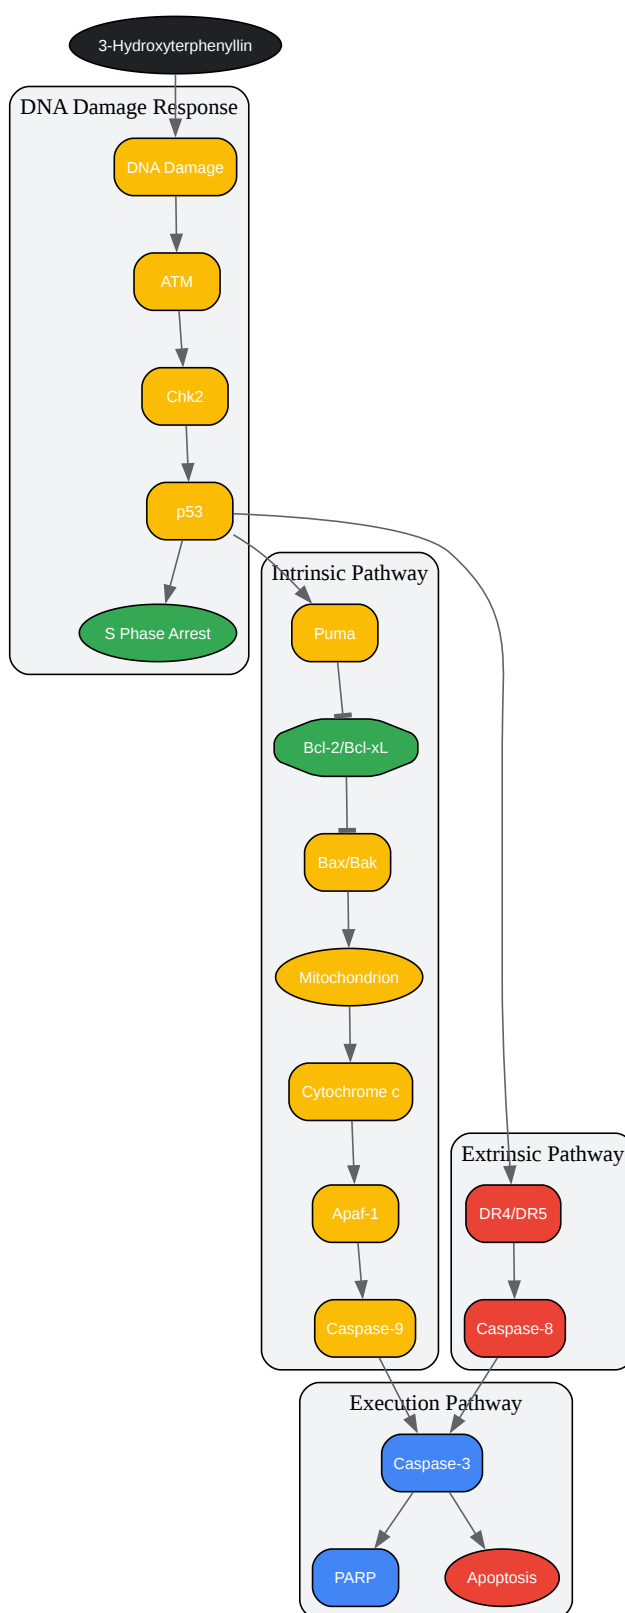 3-Hydroxyterphenyllin
DNA Damage Response
DNA Damage
ATM
Chk2
p53
S Phase Arrest
Intrinsic Pathway
Puma
Bcl-2/Bcl-xL
Bax/Bak
Mitochondrion
Cytochrome c
Apaf-1
Caspase-9
Extrinsic Pathway
DR4/DR5
Caspase-8
Execution Pathway
Caspase-3
PARP
Apoptosis